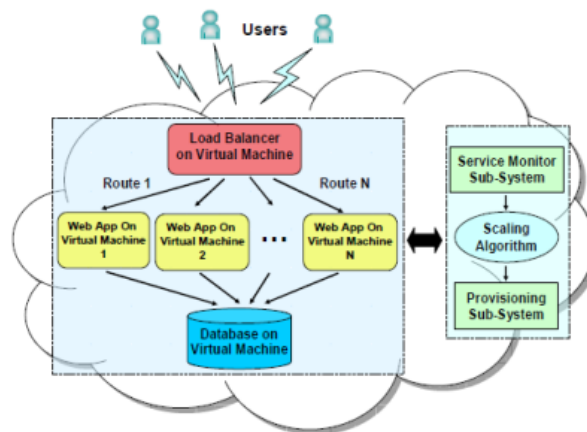 Users
Load Balancer
on Virtual Machine
Route 1
Route N
Web App On
Virtual Machine
1
Web App On
Virtual Machine
2
...
Web App On
Virtual Machine
N
Database on
Virtual Machine
Service Monitor
Sub-System
Scaling
Algorithm
Provisioning
Sub-System